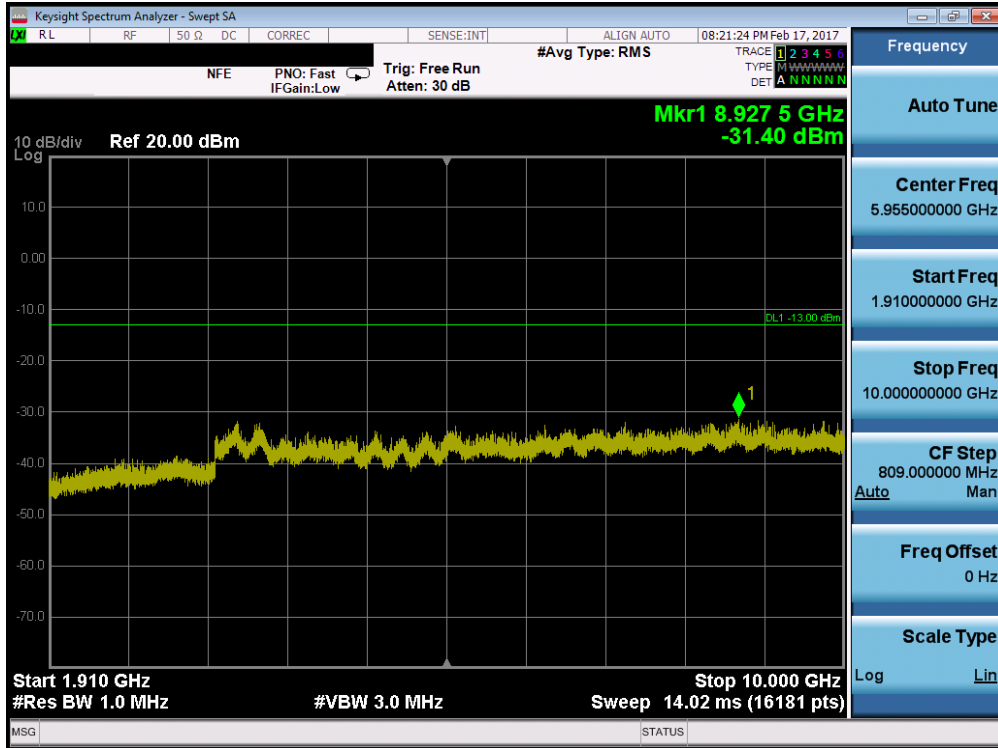 Keysight Spectrum Analyzer - Swept SA
LXI RL RF 50 Ω DC CORREC SENSE:INT ALIGN AUTO 08:21:24 PM Feb 17, 2017
NFE PNO: Fast Trig: Free Run #Avg Type: RMS TRACE 1 2 3 4 5 6
IFGain:Low Atten: 30 dB TYPE M WWWWW
DET A N N N N N
Mkr1 8.927 5 GHz
-31.40 dBm
10 dB/div Ref 20.00 dBm
Log
10.0
0.00
-10.0
DL1 -13.00 dBm
-20.0
-30.0
1
-40.0
-50.0
-60.0
-70.0
Start 1.910 GHz Stop 10.000 GHz
#Res BW 1.0 MHz #VBW 3.0 MHz Sweep 14.02 ms (16181 pts)
MSG STATUS
Frequency
Auto Tune
Center Freq
5.955000000 GHz
Start Freq
1.910000000 GHz
Stop Freq
10.000000000 GHz
CF Step
809.000000 MHz
Auto Man
Freq Offset
0 Hz
Scale Type
Log Lin